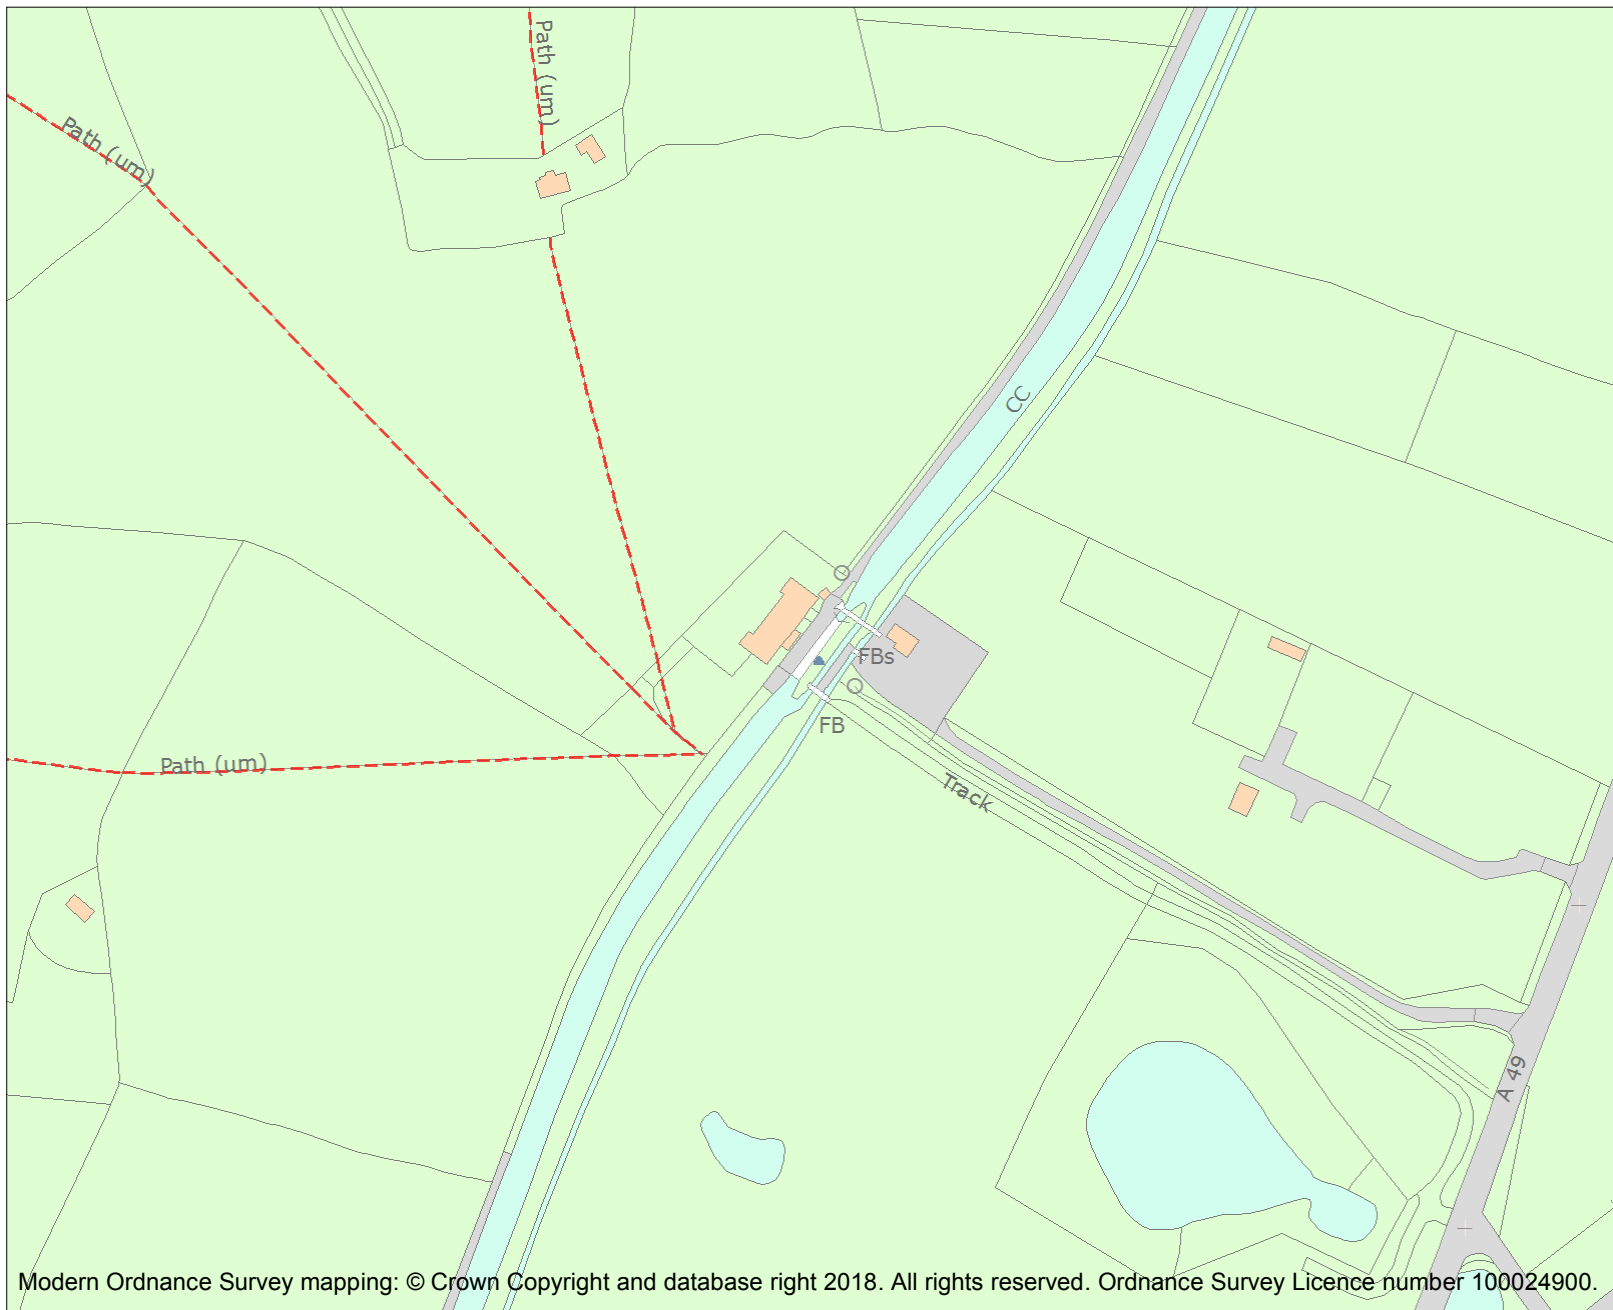 Path (um)
Path (um)
CC
FBs
FB
Path (um)
Track
A 49
Modern Ordnance Survey mapping: © Crown Copyright and database right 2018. All rights reserved. Ordnance Survey Licence number 100024900.